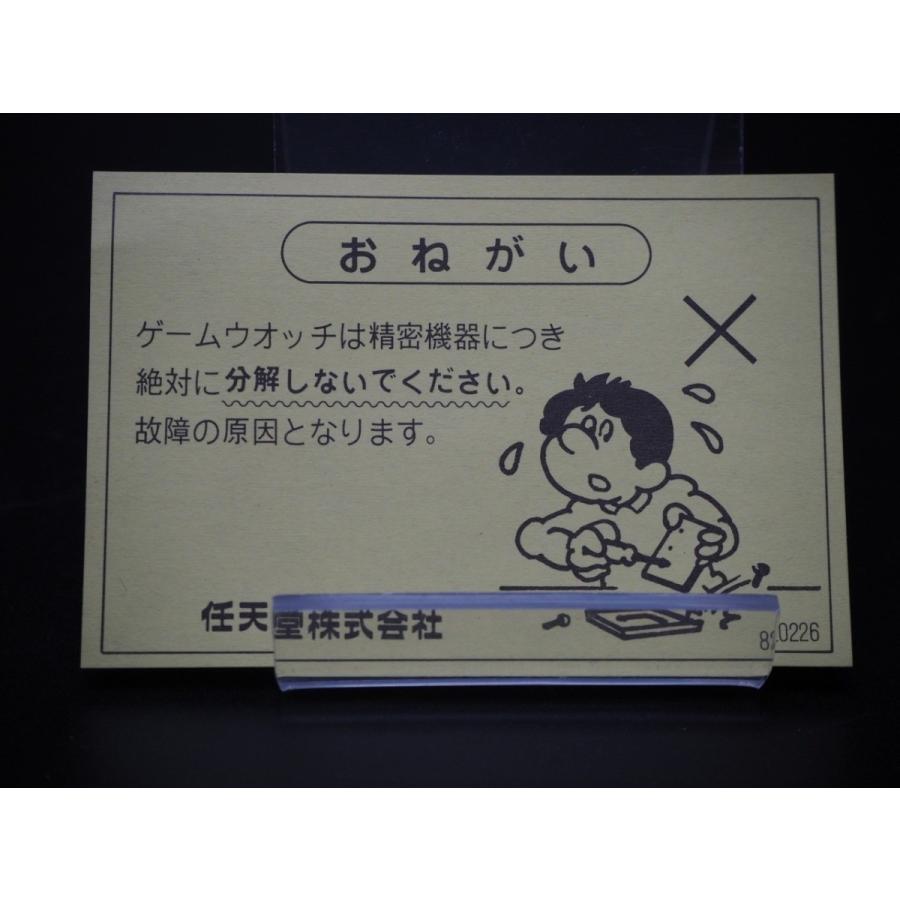 おねがい
ゲームウオッチは精密機器につき
絶対に分解しないでください。
故障の原因となります。
任天堂株式会社